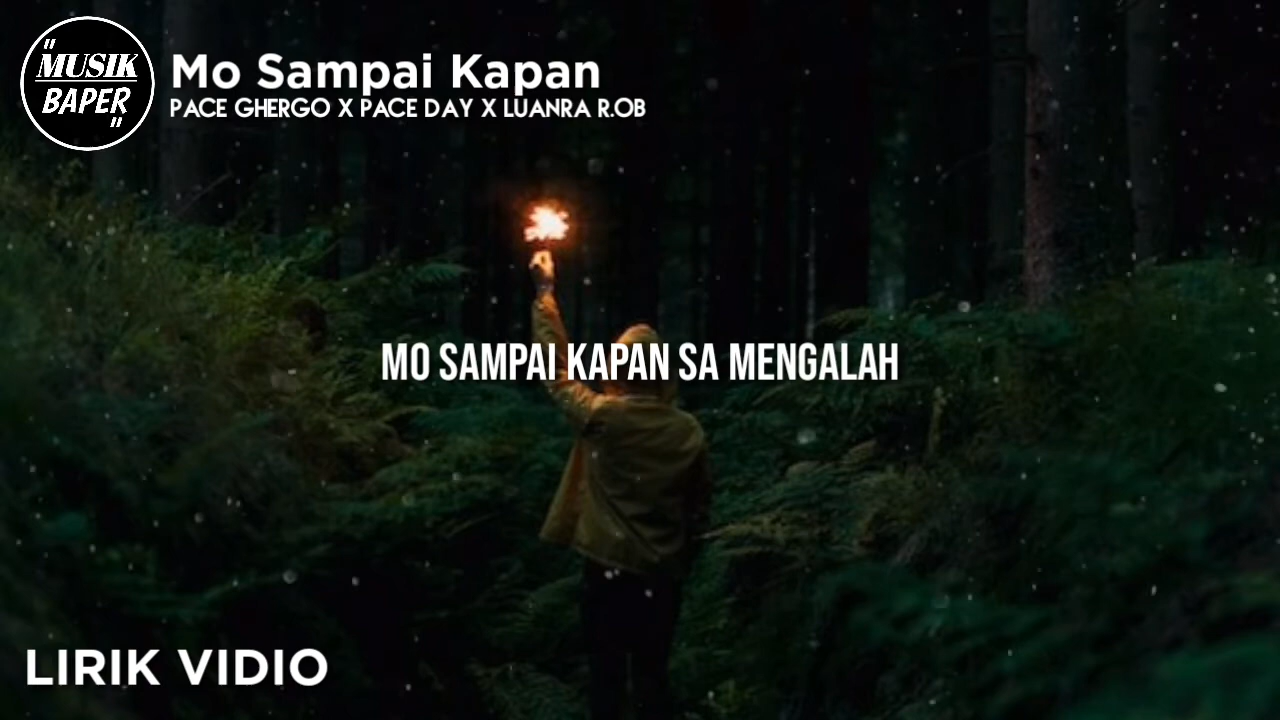 "MUSIK
BAPER"
Mo Sampai Kapan
PACE GHERGO X PACE DAY X LUANRA R.OB
MO SAMPAI KAPAN SA MENGALAH
LIRIK VIDIO